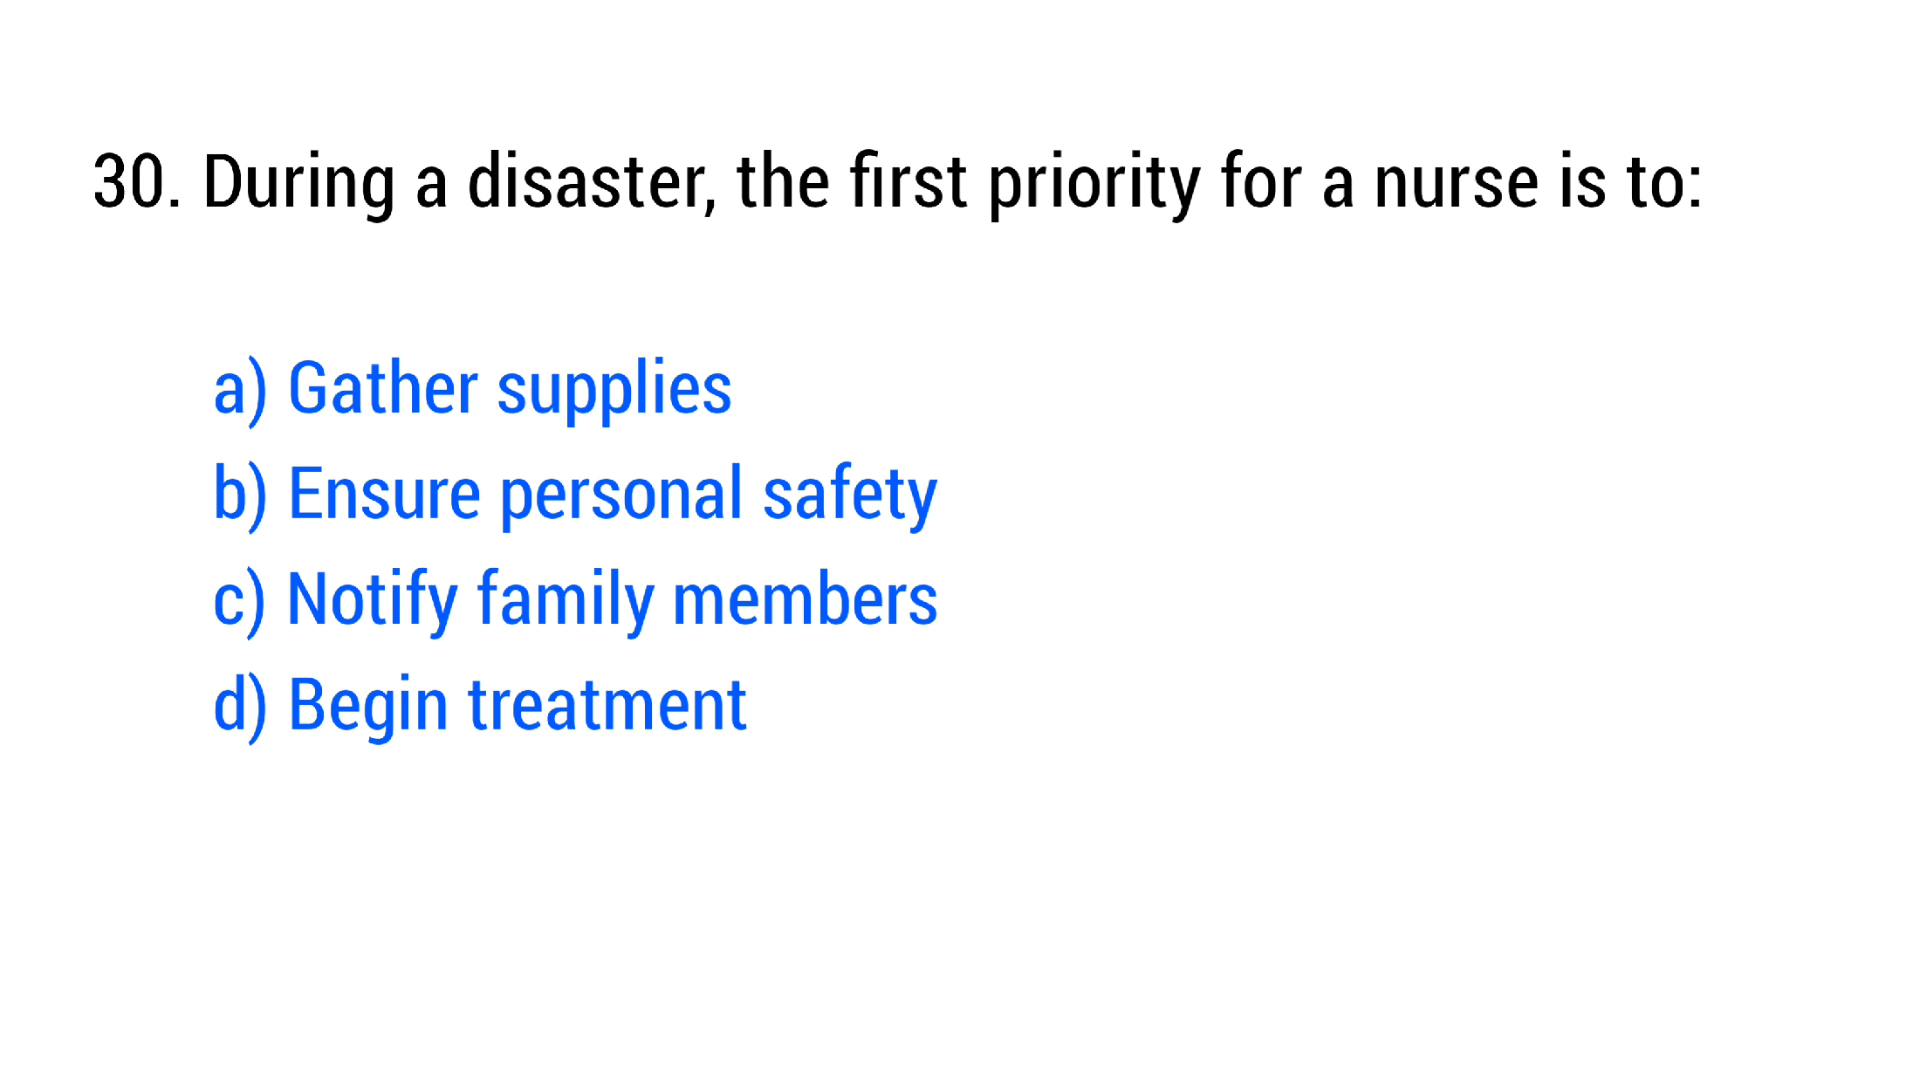 30. During a disaster, the first priority for a nurse is to:
a) Gather supplies
b) Ensure personal safety
c) Notify family members
d) Begin treatment